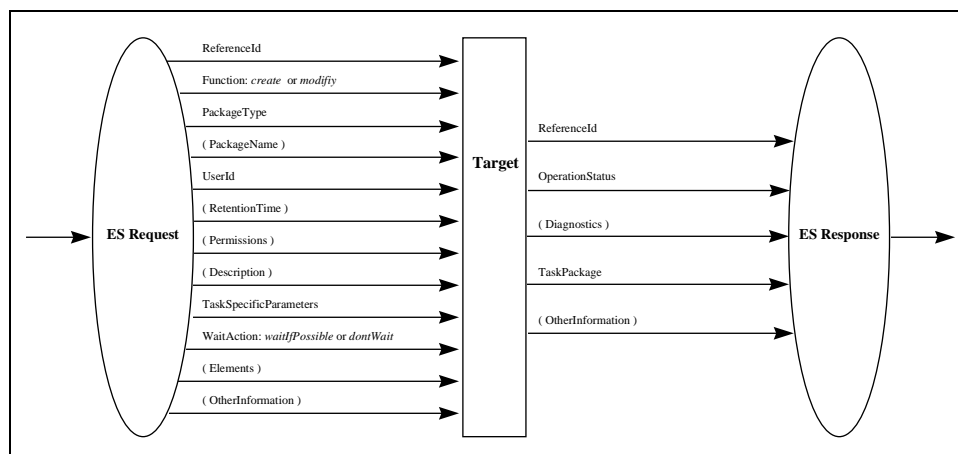 ReferenceId
Function: create or modifiy
PackageType
( PackageName )
UserId
( RetentionTime )
ES Request
( Permissions )
( Description )
TaskSpecificParameters
WaitAction: waitIfPossible or dontWait
( Elements )
( OtherInformation )
Target
ReferenceId
OperationStatus
( Diagnostics )
TaskPackage
( OtherInformation )
ES Response